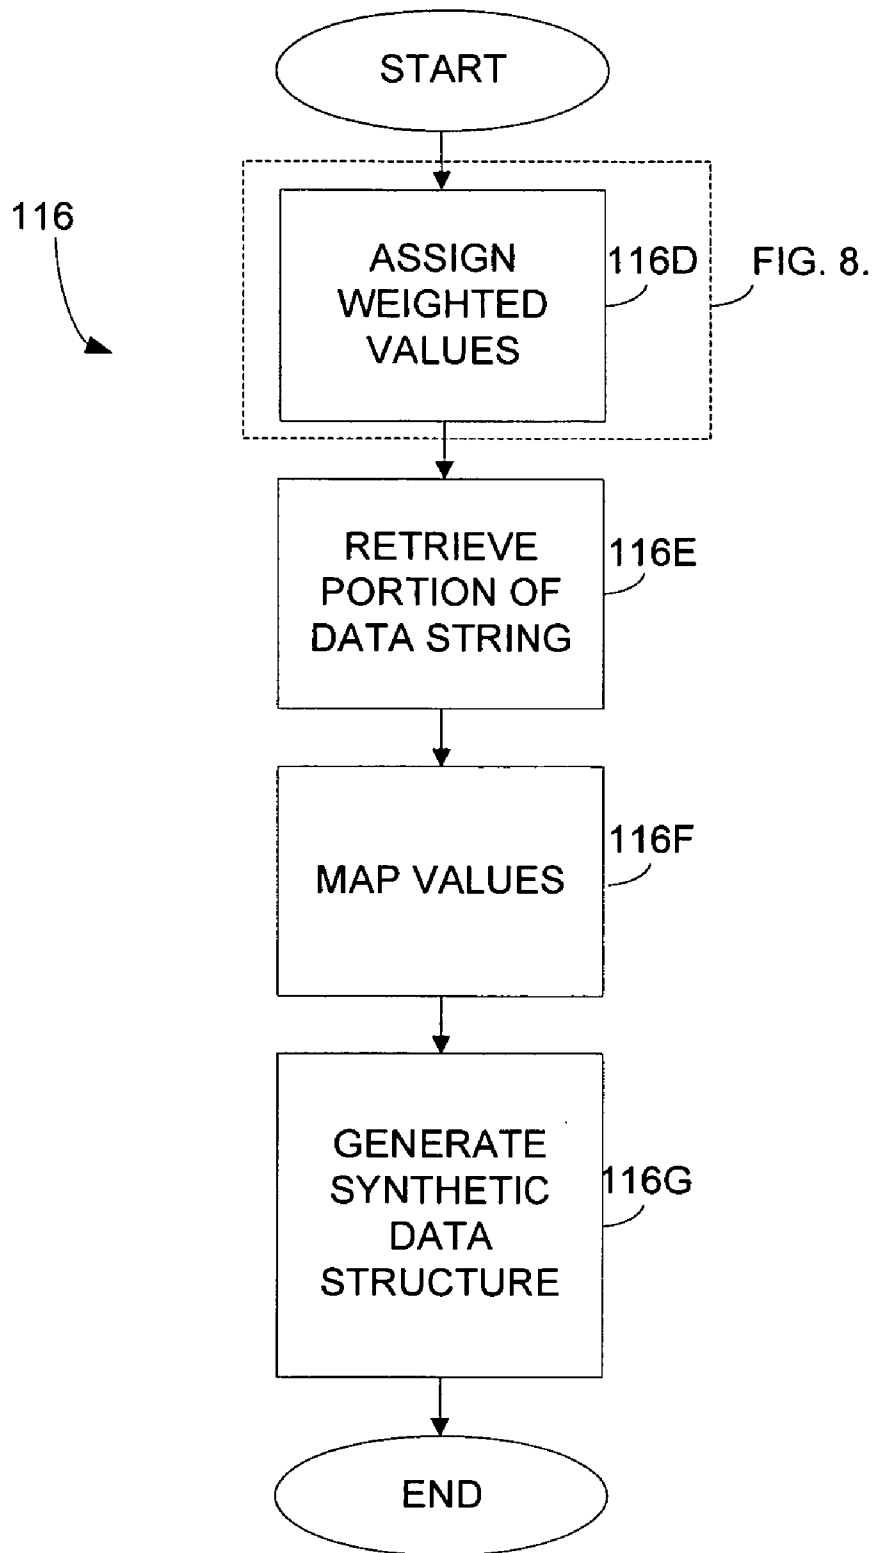 START
116
ASSIGN
WEIGHTED
VALUES
116D
FIG. 8.
RETRIEVE
PORTION OF
DATA STRING
116E
MAP VALUES
116F
GENERATE
SYNTHETIC
DATA
STRUCTURE
116G
END